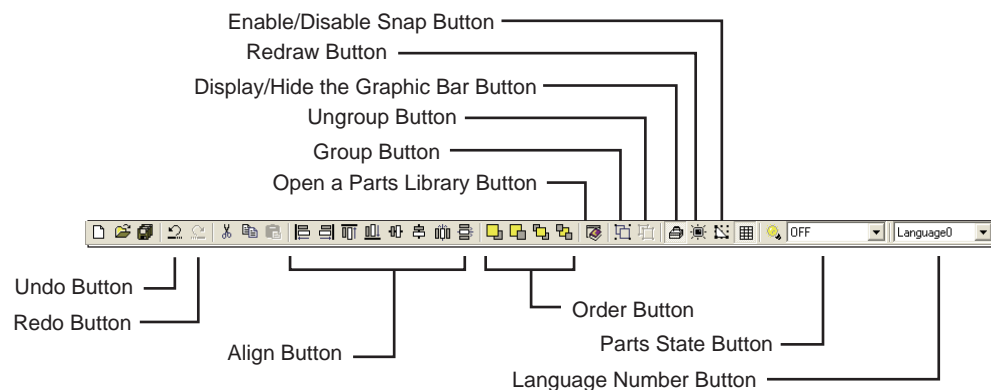 Enable/Disable Snap Button
Redraw Button
Display/Hide the Graphic Bar Button
Ungroup Button
Group Button
Open a Parts Library Button
OFF
Language0
Undo Button
Redo Button
Align Button
Order Button
Parts State Button
Language Number Button